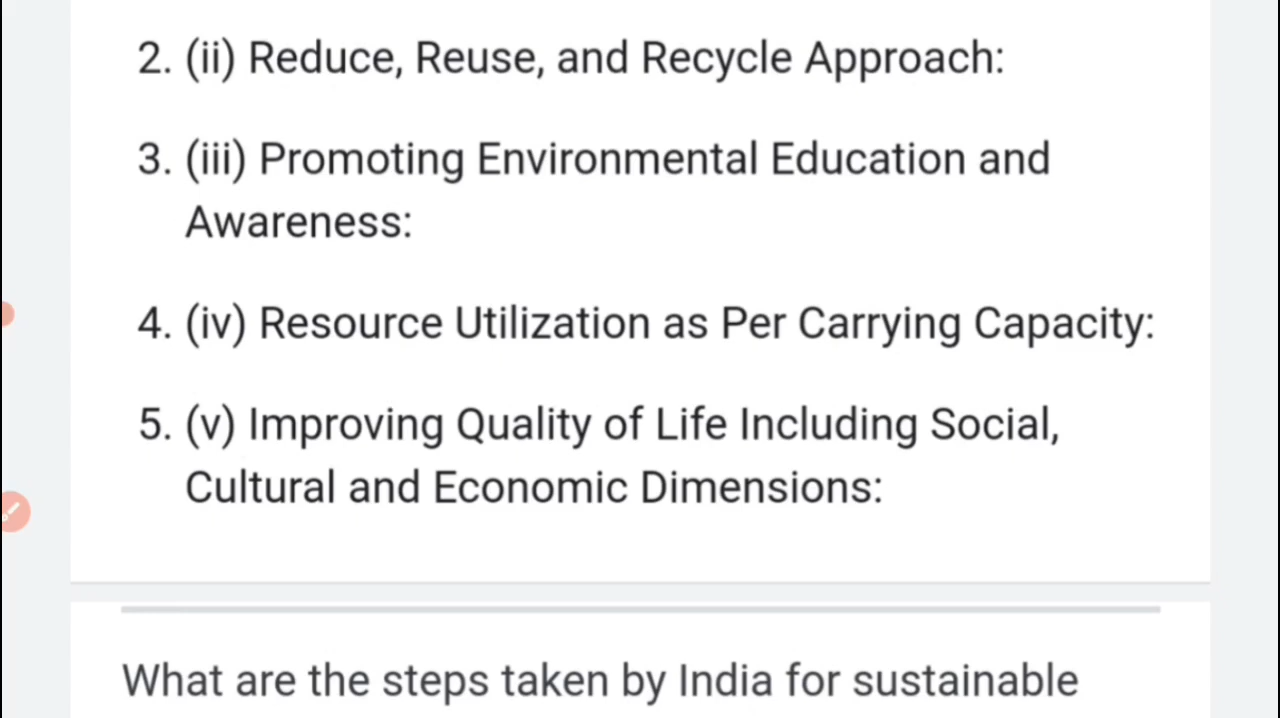 2. (ii) Reduce, Reuse, and Recycle Approach:
3. (iii) Promoting Environmental Education and
Awareness:
4. (iv) Resource Utilization as Per Carrying Capacity:
5. (v) Improving Quality of Life Including Social,
Cultural and Economic Dimensions:
What are the steps taken by India for sustainable